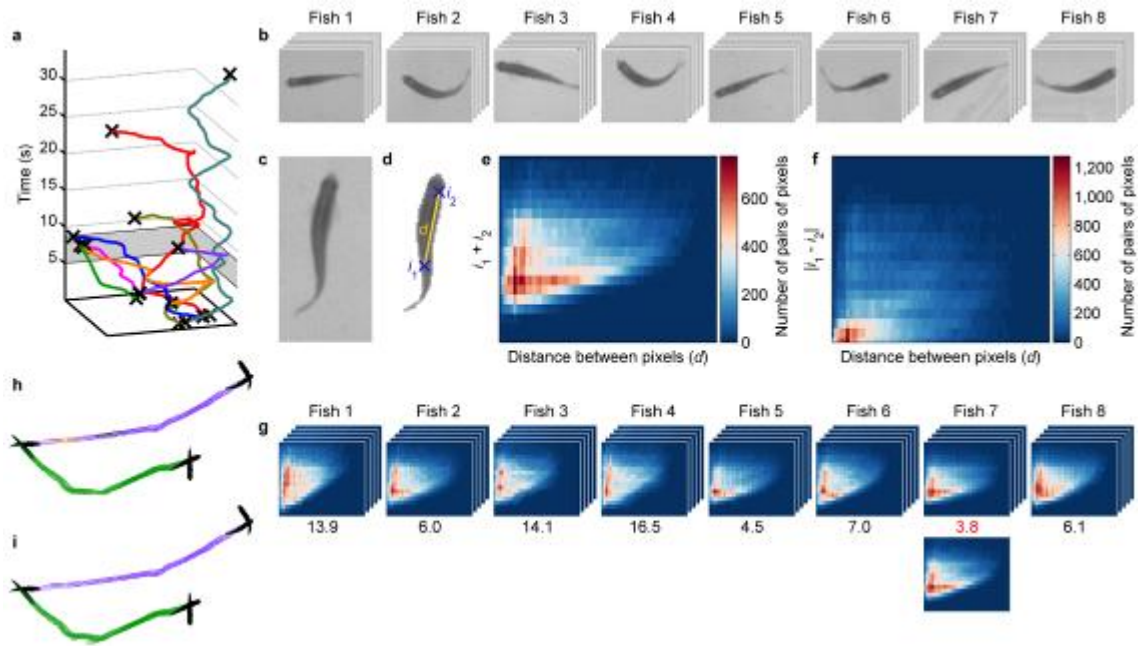 a
Time (s)
30
25
20
15
10
5
b
Fish 1 Fish 2 Fish 3 Fish 4 Fish 5 Fish 6 Fish 7 Fish 8
c
d
i2
d
i1
e
i1 + i2
Distance between pixels (d)
600
400
200
0
Number of pairs of pixels
f
|i1 - i2|
Distance between pixels (d)
1,200
1,000
800
600
400
200
0
Number of pairs of pixels
g
Fish 1 Fish 2 Fish 3 Fish 4 Fish 5 Fish 6 Fish 7 Fish 8
13.9 6.0 14.1 16.5 4.5 7.0 3.8 6.1
h
i